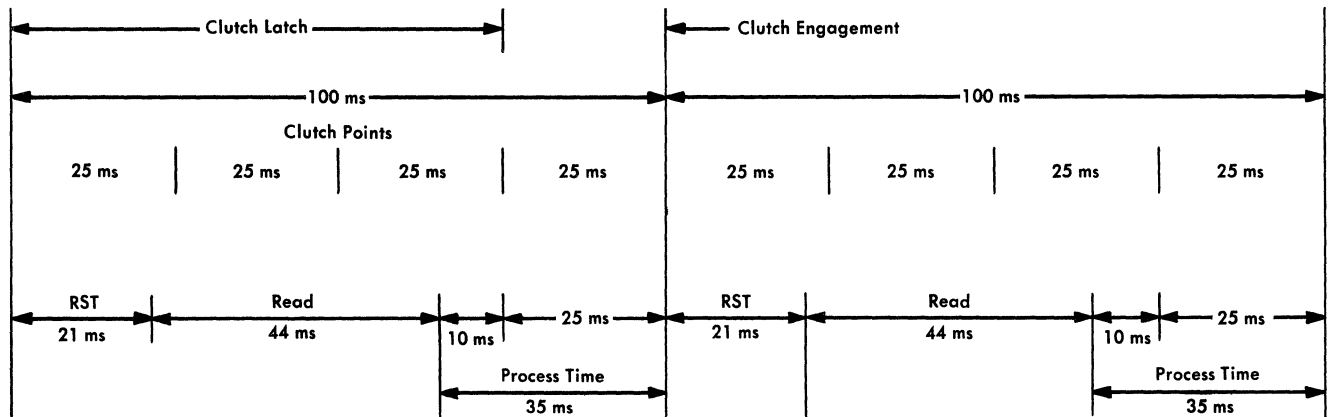 Clutch Latch Clutch Engagement
100 ms 100 ms
Clutch Points
25 ms 25 ms 25 ms 25 ms 25 ms 25 ms 25 ms 25 ms
RST Read 25 ms RST Read 25 ms
21 ms 44 ms 10 ms 21 ms 44 ms 10 ms
Process Time Process Time
35 ms 35 ms